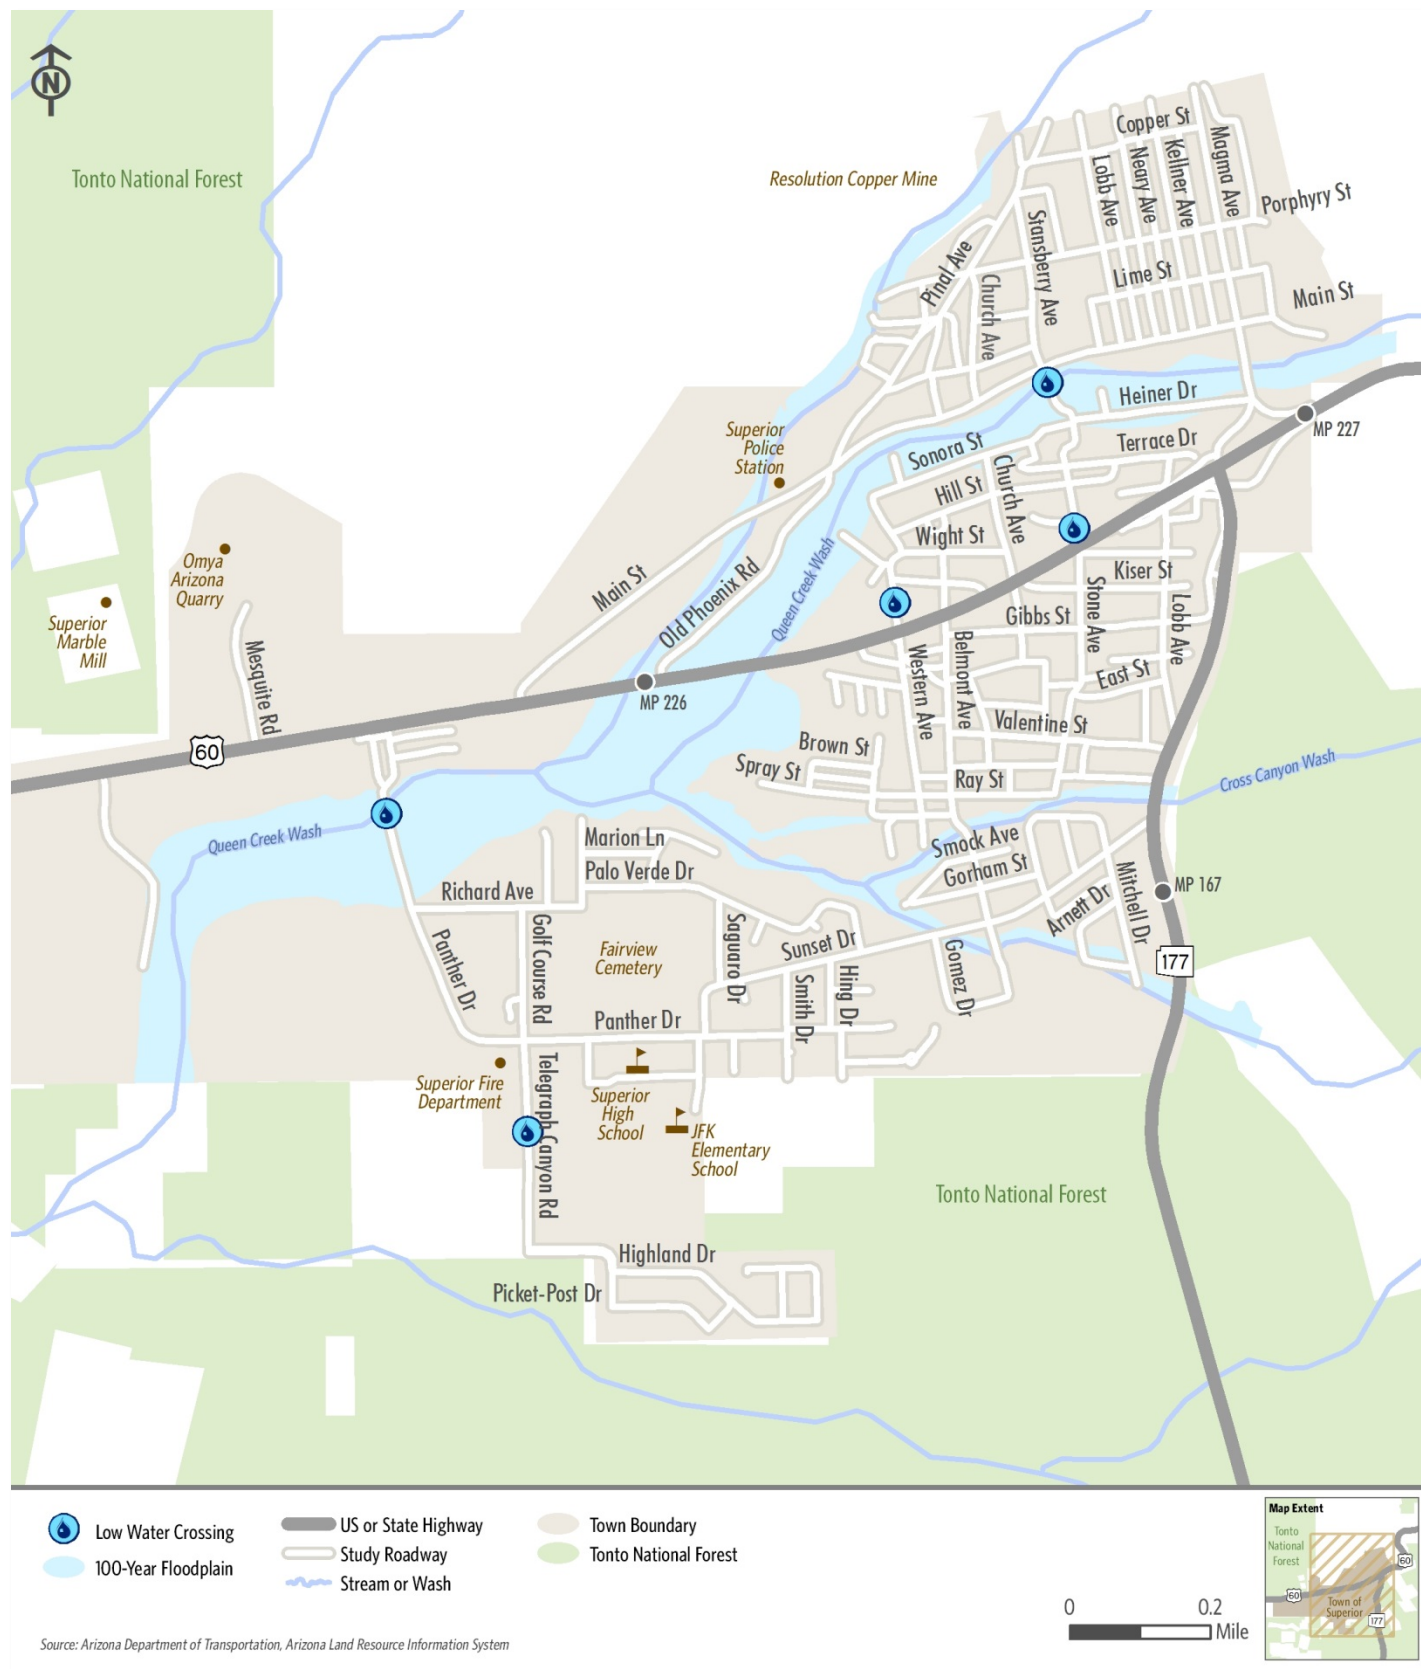 N
Tonto National Forest
Resolution Copper Mine
Copper St
Lobb Ave
Neary Ave
Kellner Ave
Magma Ave
Porphyry St
Stansberry Ave
Pinal Ave
Church Ave
Lime St
Main St
Heiner Dr
MP 227
Superior
Police
Station
Sonora St
Terrace Dr
Hill St
Church Ave
Wight St
Omya
Arizona
Quarry
Superior
Marble
Mill
Mesquite Rd
Main St
Old Phoenix Rd
Queen Creek Wash
Kiser St
Stone Ave
Lobb Ave
Gibbs St
Belmont Ave
Western Ave
East St
MP 226
60
Valentine St
Brown St
Spray St
Ray St
Cross Canyon Wash
Queen Creek Wash
Marion Ln
Palo Verde Dr
Smock Ave
Gorham St
Richard Ave
Arnett Dr
Mitchell Dr
MP 167
177
Panther Dr
Golf Course Rd
Fairview
Cemetery
Saguaro Dr
Sunset Dr
Smith Dr
Hing Dr
Gomez Dr
Panther Dr
Superior Fire
Department
Telegraph Canyon Rd
Superior
High
School
JFK
Elementary
School
Tonto National Forest
Highland Dr
Picket-Post Dr
Low Water Crossing
100-Year Floodplain
US or State Highway
Study Roadway
Stream or Wash
Town Boundary
Tonto National Forest
0 0.2
Mile
Map Extent
Tonto
National
Forest
60
60
Town of
Superior
177
Source: Arizona Department of Transportation, Arizona Land Resource Information System